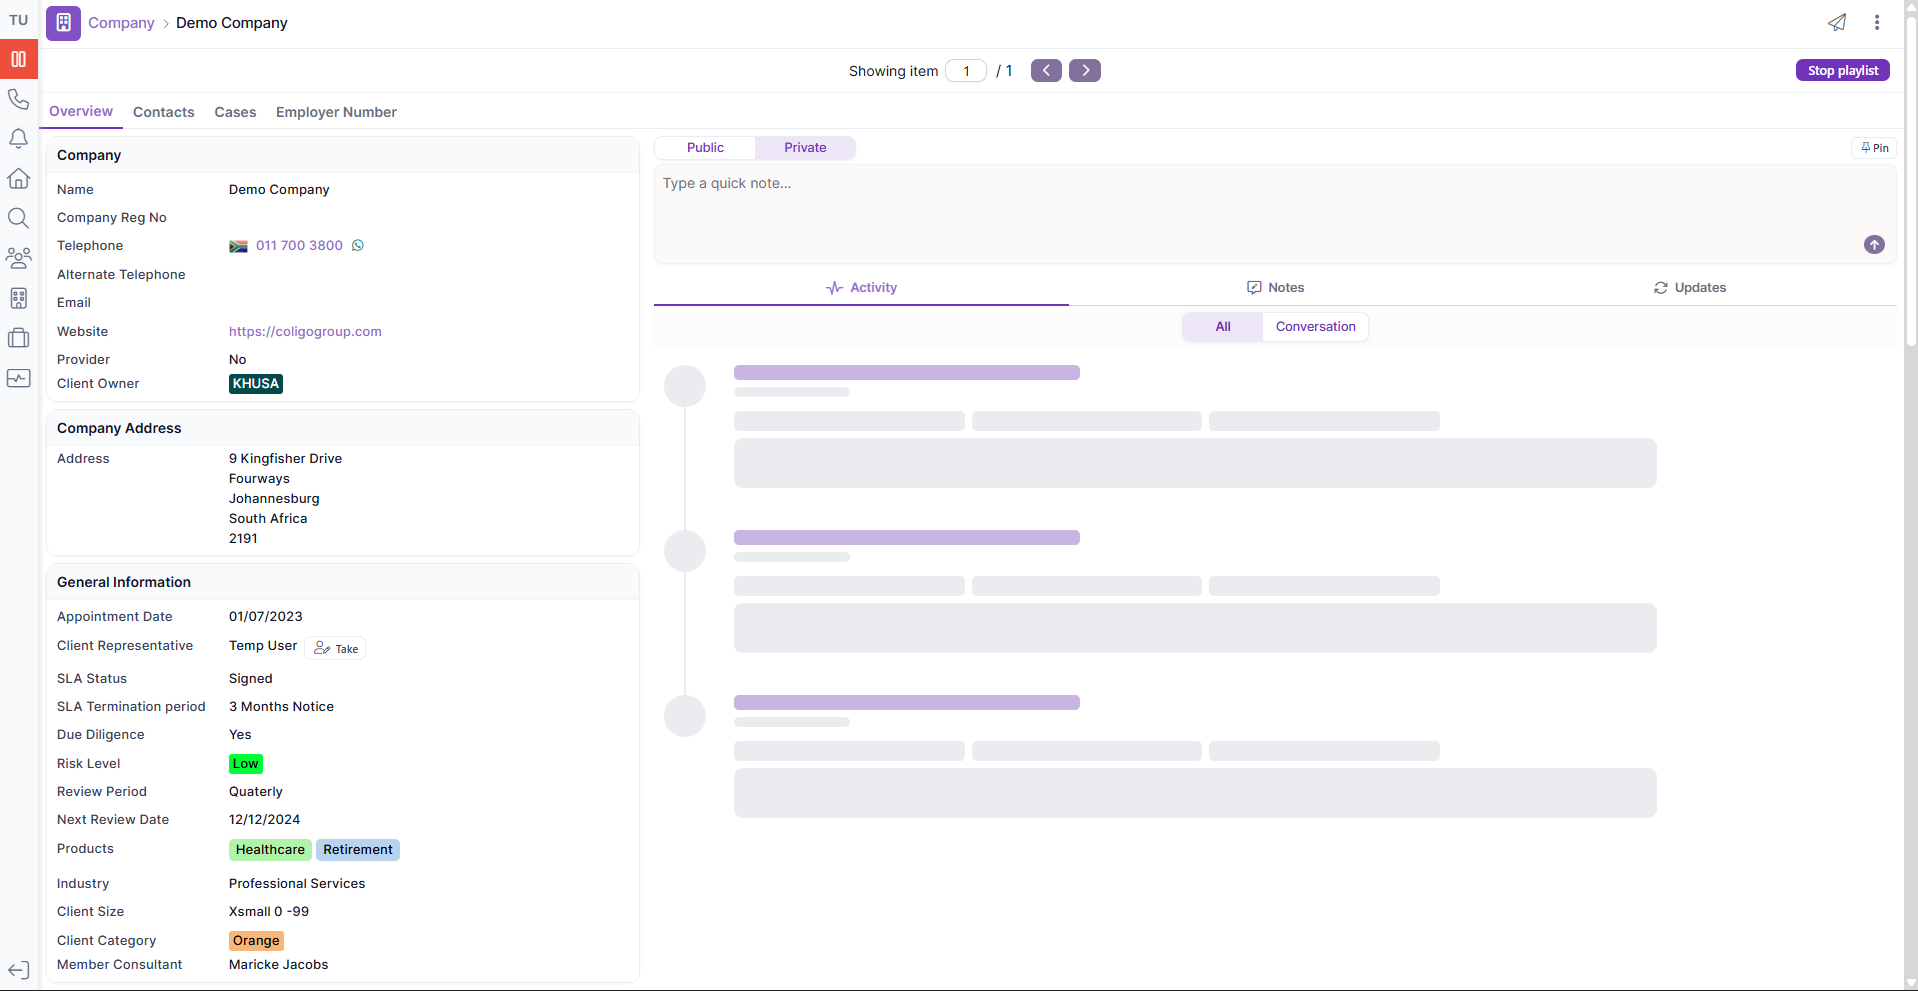 TU
Company > Demo Company
Showing item 1 / 1
Stop playlist
Overview Contacts Cases Employer Number
Company
Name Demo Company
Company Reg No
Telephone 011 700 3800
Alternate Telephone
Email
Website https://coligogroup.com
Provider No
Client Owner KHUSA
Company Address
Address 9 Kingfisher Drive
Fourways
Johannesburg
South Africa
2191
General Information
Appointment Date 01/07/2023
Client Representative Temp User Take
SLA Status Signed
SLA Termination period 3 Months Notice
Due Diligence Yes
Risk Level Low
Review Period Quaterly
Next Review Date 12/12/2024
Products Healthcare Retirement
Industry Professional Services
Client Size Xsmall 0 -99
Client Category Orange
Member Consultant Maricke Jacobs
Public Private
Pin
Type a quick note...
Activity Notes Updates
All Conversation